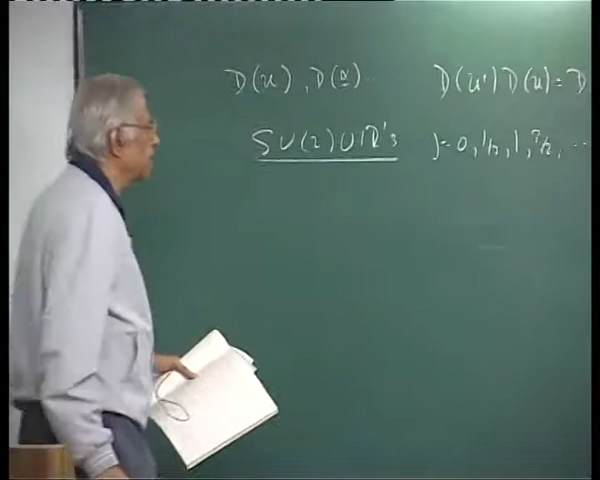 D(u), D(a) D(u')D(u)=D
SU(2) UIR's j=0,1/2,1,3/2,...